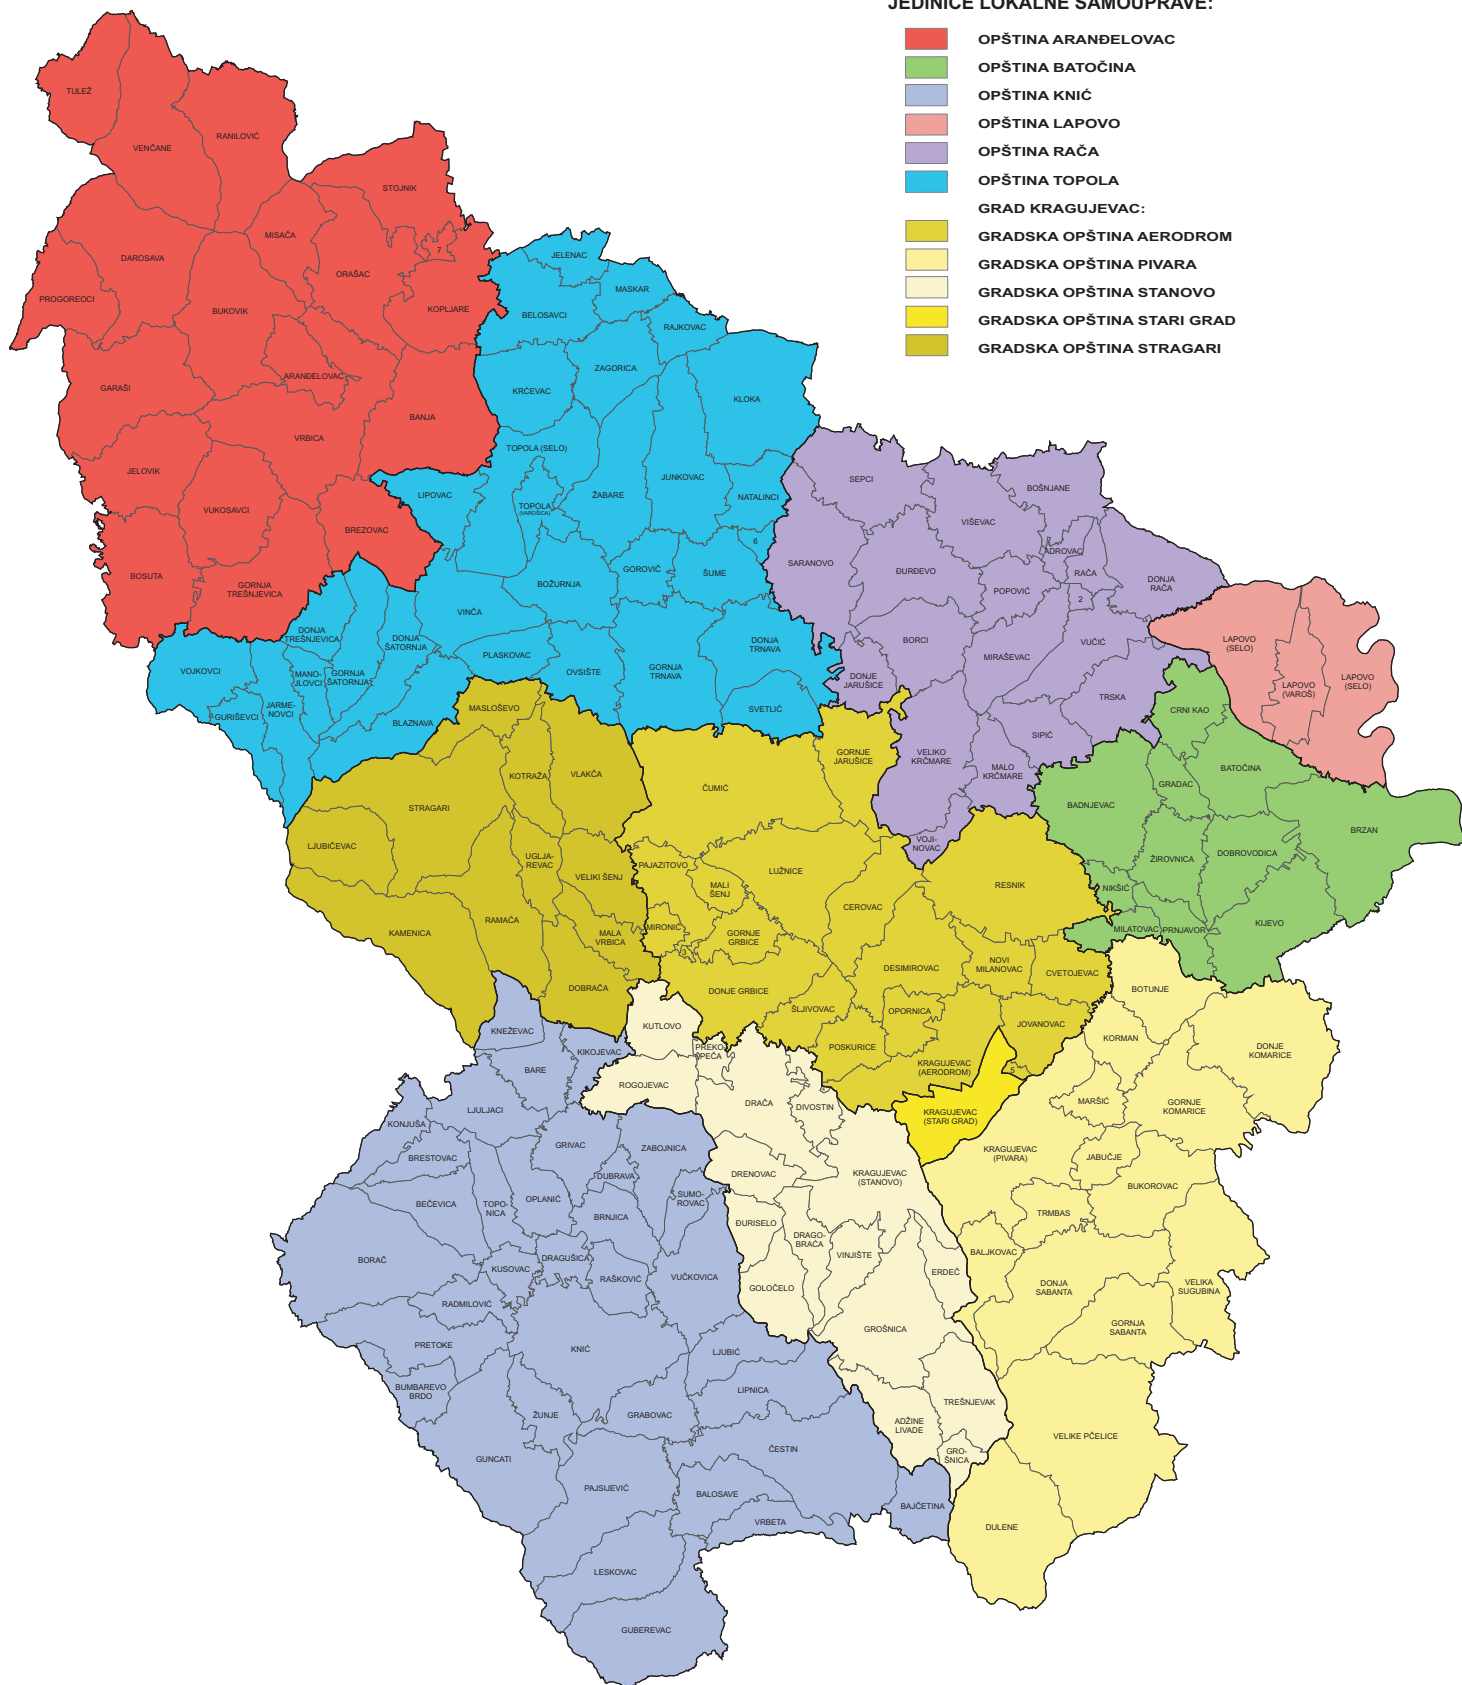 JEDINICE LOKALNE SAMOUPRAVE:
OPŠTINA ARANĐELOVAC
OPŠTINA BATOČINA
OPŠTINA KNIĆ
OPŠTINA LAPOVO
OPŠTINA RAČA
OPŠTINA TOPOLA
GRAD KRAGUJEVAC:
GRADSKA OPŠTINA AERODROM
GRADSKA OPŠTINA PIVARA
GRADSKA OPŠTINA STANOVO
GRADSKA OPŠTINA STARI GRAD
GRADSKA OPŠTINA STRAGARI
TULEŽ
VENČANE
RANILOVIĆ
STOJNIK
MISAČA
7
DAROSAVA
ORAŠAC
PROGOREOCI
BUKOVIK
KOPLJARE
ARANĐELOVAC
GARAŠI
BANJA
VRBICA
JELOVIK
VUKOSAVCI
BREZOVAC
BOSUTA
GORNJA
TREŠNJEVICA
JELENAC
MASKAR
BELOSAVCI
RAJKOVAC
ZAGORICA
KRĆEVAC
KLOKA
TOPOLA (SELO)
JUNKOVAC
LIPOVAC
ŽABARE
NATALINCI
TOPOLA
(VAROŠICA)
6
GOROVIĆ
ŠUME
BOŽURNJA
VINČA
DONJA
TREŠNJEVICA
DONJA
ŠATORNJA
PLASKOVAC
OVSIŠTE
GORNJA
TRNAVA
DONJA
TRNAVA
VOJKOVCI
MANO-
JLOVCI
GORNJA
ŠATORNJA
JARME-
NOVCI
GURIŠEVCI
BLAZNAVA
SVETLIĆ
SEPCI
BOŠNJANE
VIŠEVAC
ADROVAC
SARANOVO
ĐURĐEVO
RAČA
DONJA
RAČA
POPOVIĆ
2
BORCI
VUČIĆ
MIRAŠEVAC
DONJE
JARUŠICE
TRSKA
SIPIĆ
VELIKO
KRČMARE
MALO
KRČMARE
VOJI-
NOVAC
LAPOVO
(SELO)
LAPOVO
(VAROŠ)
LAPOVO
(SELO)
CRNI KAO
BATOČINA
GRADAC
BADNJEVAC
BRZAN
ŽIROVNICA
DOBROVODICA
NIKŠIĆ
KIJEVO
MILATOVAC
PRNJAVOR
MASLOŠEVO
KOTRAŽA
VLAKČA
STRAGARI
LJUBIČEVAC
UGLJA-
REVAC
VELIKI ŠENJ
RAMAĆA
KAMENICA
MALA
VRBICA
DOBRAČA
GORNJE
JARUŠICE
ČUMIĆ
PAJAZITOVO
LUŽNICE
MALI
ŠENJ
RESNIK
CEROVAC
MIRONIĆ
GORNJE
GRBICE
3
DESIMIROVAC
NOVI
MILANOVAC
CVETOJEVAC
DONJE GRBICE
ŠLJIVOVAC
OPORNICA
JOVANOVAC
POSKURICE
KRAGUJEVAC
(AERODROM)
5
KRAGUJEVAC
(STARI GRAD)
KUTLOVO
PREKO-
PEČA
ROGOJEVAC
DRAČA
DIVOSTIN
DRENOVAC
KRAGUJEVAC
(STANOVO)
ĐURISELO
DRAGO-
BRAĆA
VINJIŠTE
ERDEČ
GOLOČELO
GROŠNICA
TREŠNJEVAK
ADŽINE
LIVADE
GRO-
ŠNICA
BOTUNJE
KORMAN
DONJE
KOMARICE
MARŠIĆ
GORNJE
KOMARICE
KRAGUJEVAC
(PIVARA)
JABUČJE
BUKOROVAC
TRMBAS
BALJKOVAC
DONJA
SABANTA
VELIKA
SUGUBINA
GORNJA
SABANTA
VELIKE PČELICE
DULENE
KNEŽEVAC
KIKOJEVAC
BARE
LJULJACI
KONJUŠA
GRIVAC
ZABOJNICA
BRESTOVAC
DUBRAVA
BEČEVICA
TOPO-
NICA
OPLANIĆ
SUMO-
ROVAC
BRNJICA
BORAČ
KUSOVAC
DRAGUŠICA
RAŠKOVIĆ
VUČKOVICA
RADMILOVIĆ
PRETOKE
KNIĆ
LJUBIĆ
BUMBAREVO
BRDO
LIPNICA
ŽUNJE
GRABOVAC
GUNCATI
ČESTIN
PAJSIJEVIĆ
BALOSAVE
BAJČETINA
VRBETA
LESKOVAC
GUBEREVAC